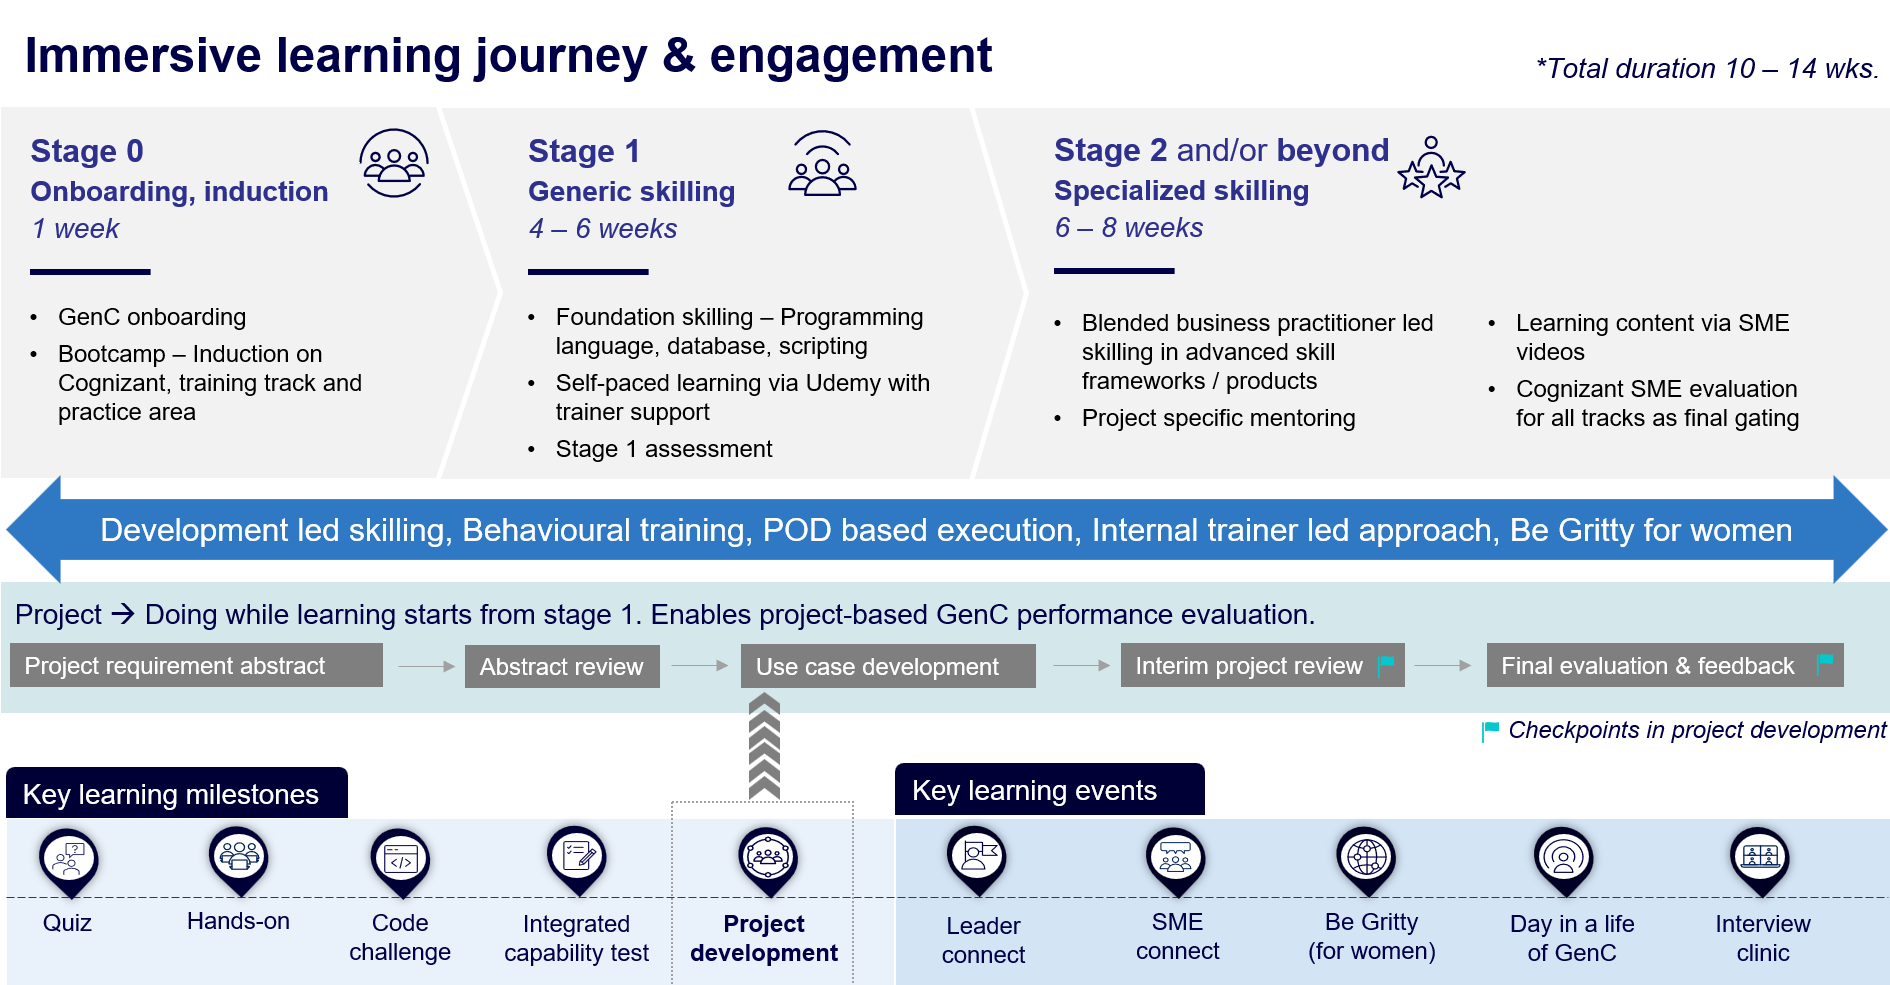 Immersive learning journey & engagement
*Total duration 10 – 14 wks.
Stage 0
Onboarding, induction
1 week
• GenC onboarding
• Bootcamp – Induction on
Cognizant, training track and
practice area
Stage 1
Generic skilling
4 – 6 weeks
• Foundation skilling – Programming
language, database, scripting
• Self-paced learning via Udemy with
trainer support
• Stage 1 assessment
Stage 2 and/or beyond
Specialized skilling
6 – 8 weeks
• Blended business practitioner led
skilling in advanced skill
frameworks / products
• Project specific mentoring
• Learning content via SME
videos
• Cognizant SME evaluation
for all tracks as final gating
Development led skilling, Behavioural training, POD based execution, Internal trainer led approach, Be Gritty for women
Project → Doing while learning starts from stage 1. Enables project-based GenC performance evaluation.
Project requirement abstract
Abstract review
Use case development
Interim project review
Final evaluation & feedback
Checkpoints in project development
Key learning milestones
Quiz
Hands-on
Code
challenge
Integrated
capability test
Project
development
Key learning events
Leader
connect
SME
connect
Be Gritty
(for women)
Day in a life
of GenC
Interview
clinic